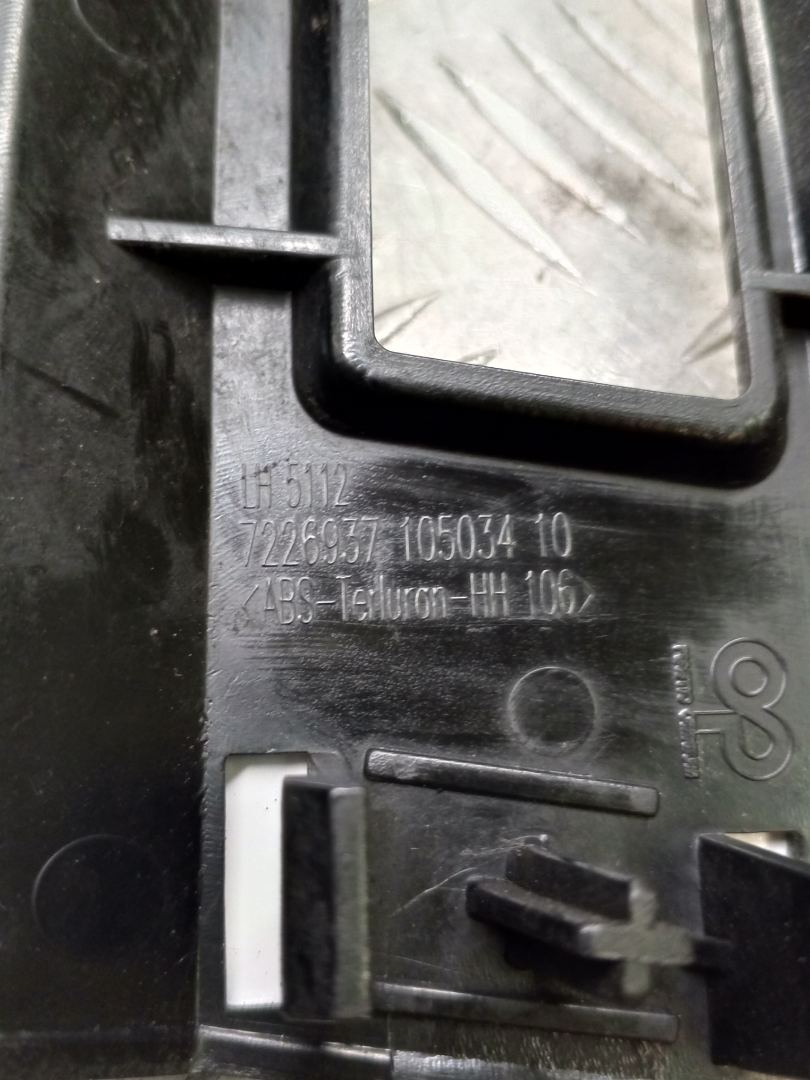 LH 5112
7226937 105034 10
<ABS-Terluran-HH 106>